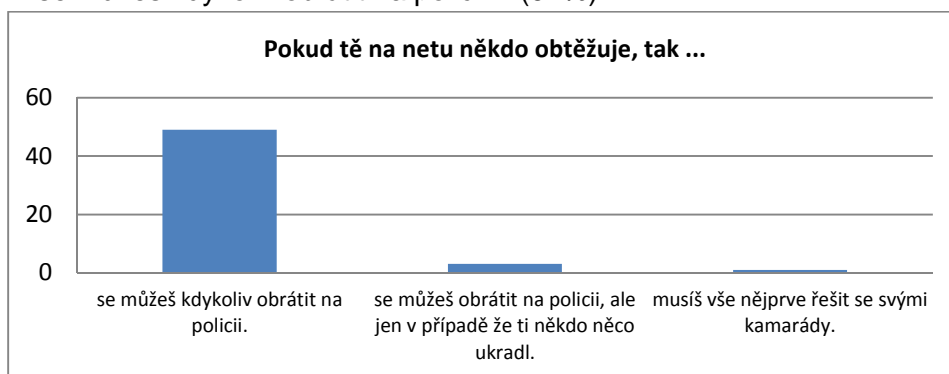 Pokud tě na netu někdo obtěžuje, tak ...
60
40
20
0
se můžeš kdykoliv obrátit na policii.
se můžeš obrátit na policii, ale jen v případě že ti někdo něco ukradl.
musíš vše nějprve řešit se svými kamarády.